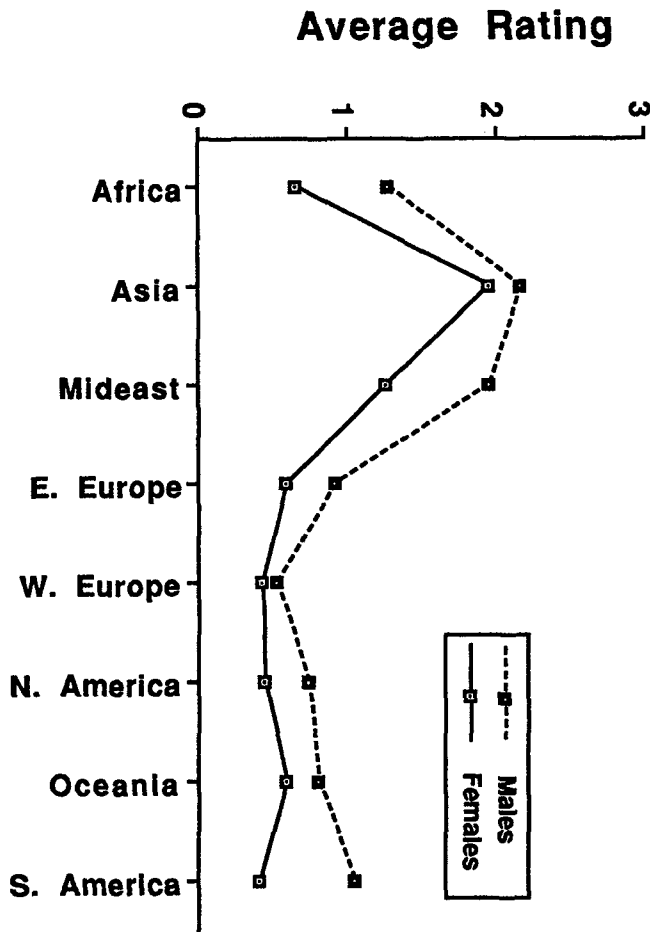 Average Rating
0
1
2
3
Africa
Asia
Mideast
E. Europe
W. Europe
N. America
Oceania
S. America
Males
Females